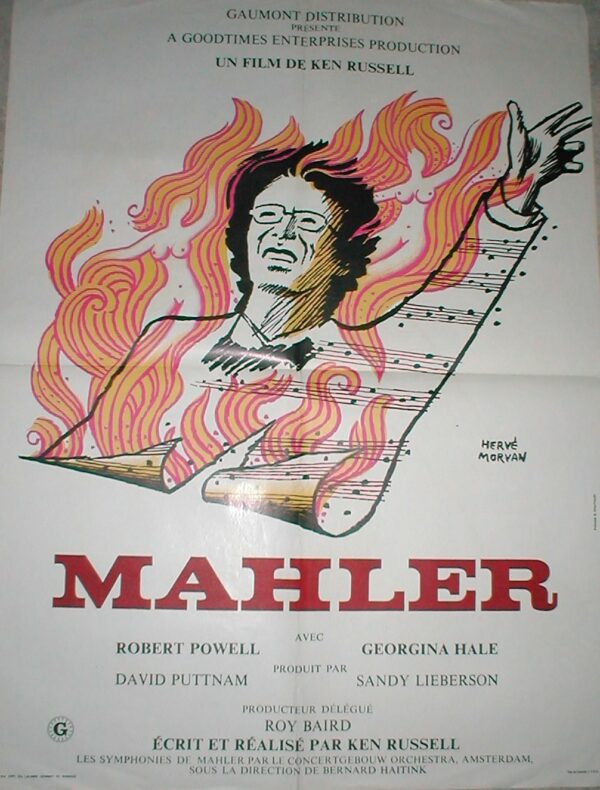 GAUMONT DISTRIBUTION
PRÉSENTE
A GOODTIMES ENTERPRISES PRODUCTION
UN FILM DE KEN RUSSELL
HERVÉ
MORVAN
MAHLER
AVEC
ROBERT POWELL GEORGINA HALE
PRODUIT PAR
DAVID PUTTNAM SANDY LIEBERSON
PRODUCTEUR DÉLÉGUÉ
ROY BAIRD
G
ÉCRIT ET RÉALISÉ PAR KEN RUSSELL
LES SYMPHONIES DE MAHLER PAR LE CONCERTGEBOUW ORCHESTRA, AMSTERDAM,
SOUS LA DIRECTION DE BERNARD HAITINK